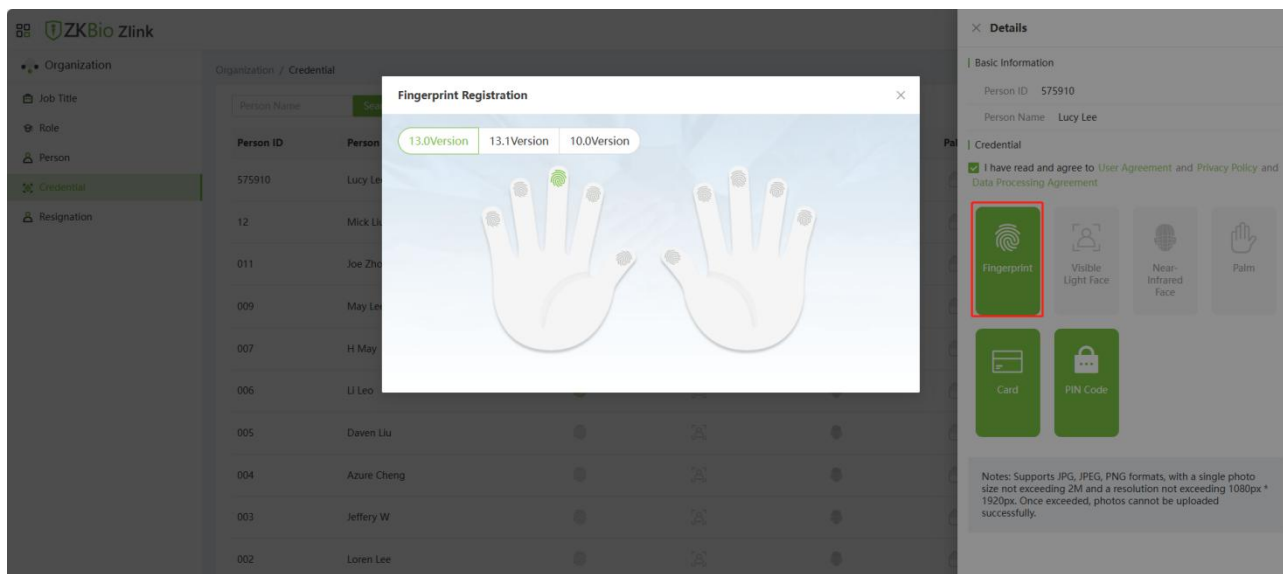 ZKBio Zlink
Organization
Job Title
Role
Person
Credential
Resignation
Organization / Credential
Person Name
Person ID
575910 Lucy Le
12 Mick Liu
011 Joe Zho
009 May Lee
007 H May
006 Li Leo
005 Daven Liu
004 Azure Cheng
003 Jeffery W
002 Loren Lee
Fingerprint Registration
13.0Version 13.1Version 10.0Version
Details
Basic Information
Person ID 575910
Person Name Lucy Lee
Credential
I have read and agree to User Agreement and Privacy Policy and
Data Processing Agreement
Fingerprint
Visible
Light Face
Near-
Infrared
Face
Palm
Card
PIN Code
Notes: Supports JPG, JPEG, PNG formats, with a single photo
size not exceeding 2M and a resolution not exceeding 1080px *
1920px. Once exceeded, photos cannot be uploaded
successfully.